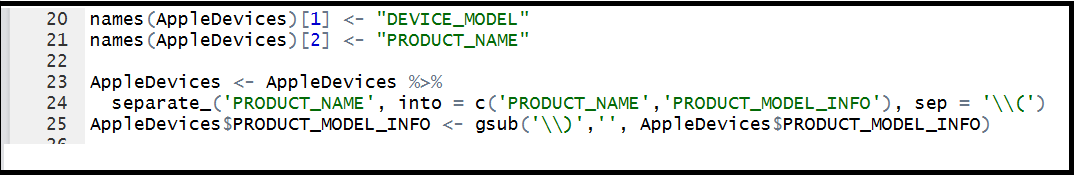 20 names(AppleDevices)[1] <- "DEVICE_MODEL"
21 names(AppleDevices)[2] <- "PRODUCT_NAME"
22
23 AppleDevices <- AppleDevices %>%
24   separate_('PRODUCT_NAME', into = c('PRODUCT_NAME','PRODUCT_MODEL_INFO'), sep = '\\(')
25 AppleDevices$PRODUCT_MODEL_INFO <- gsub('\\)','', AppleDevices$PRODUCT_MODEL_INFO)